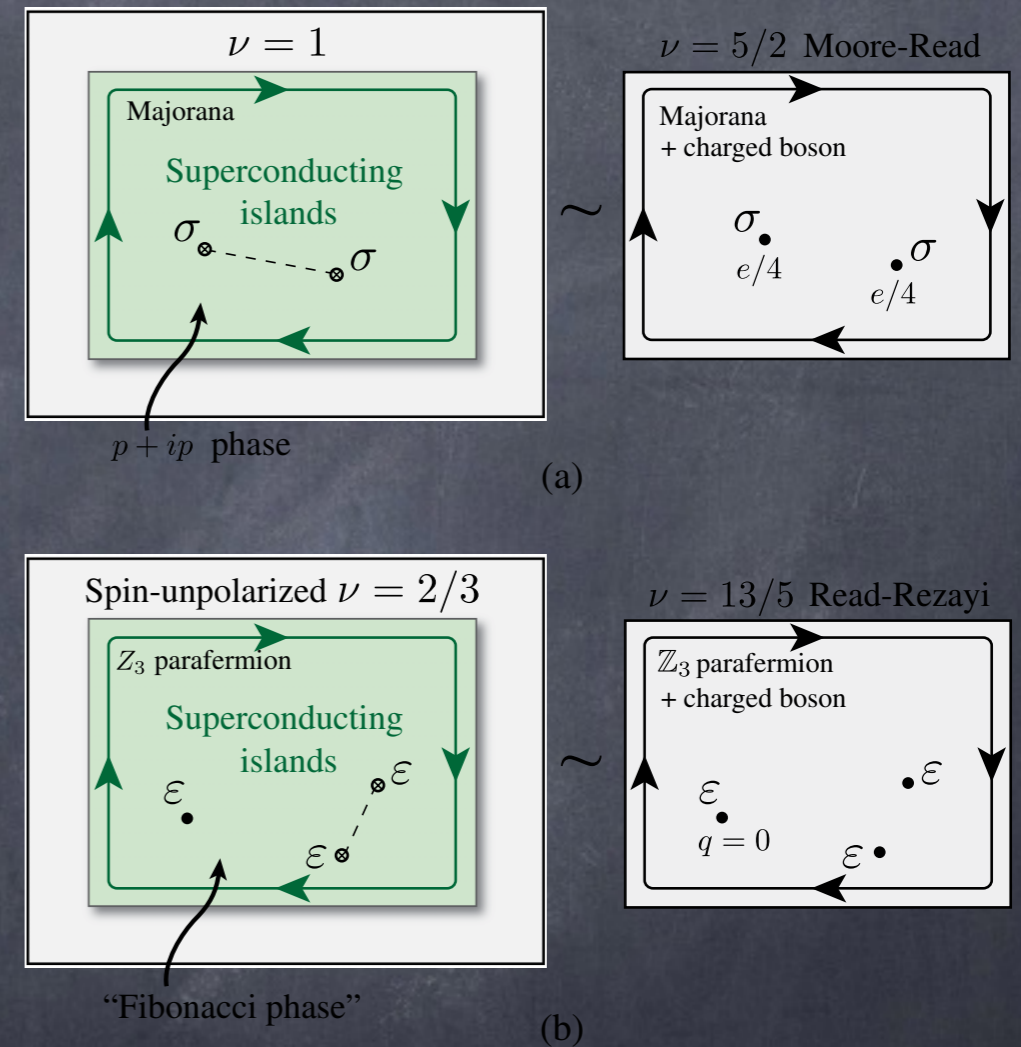 ν = 1
Majorana
Superconducting
islands
σ
σ
p + ip phase
ν = 5/2 Moore-Read
Majorana
+ charged boson
σ
e/4
σ
e/4
∼
(a)
Spin-unpolarized ν = 2/3
Z₃ parafermion
Superconducting
islands
ε
ε
ε
“Fibonacci phase”
∼
ν = 13/5 Read-Rezayi
ℤ₃ parafermion
+ charged boson
ε
q = 0
ε
ε
(b)